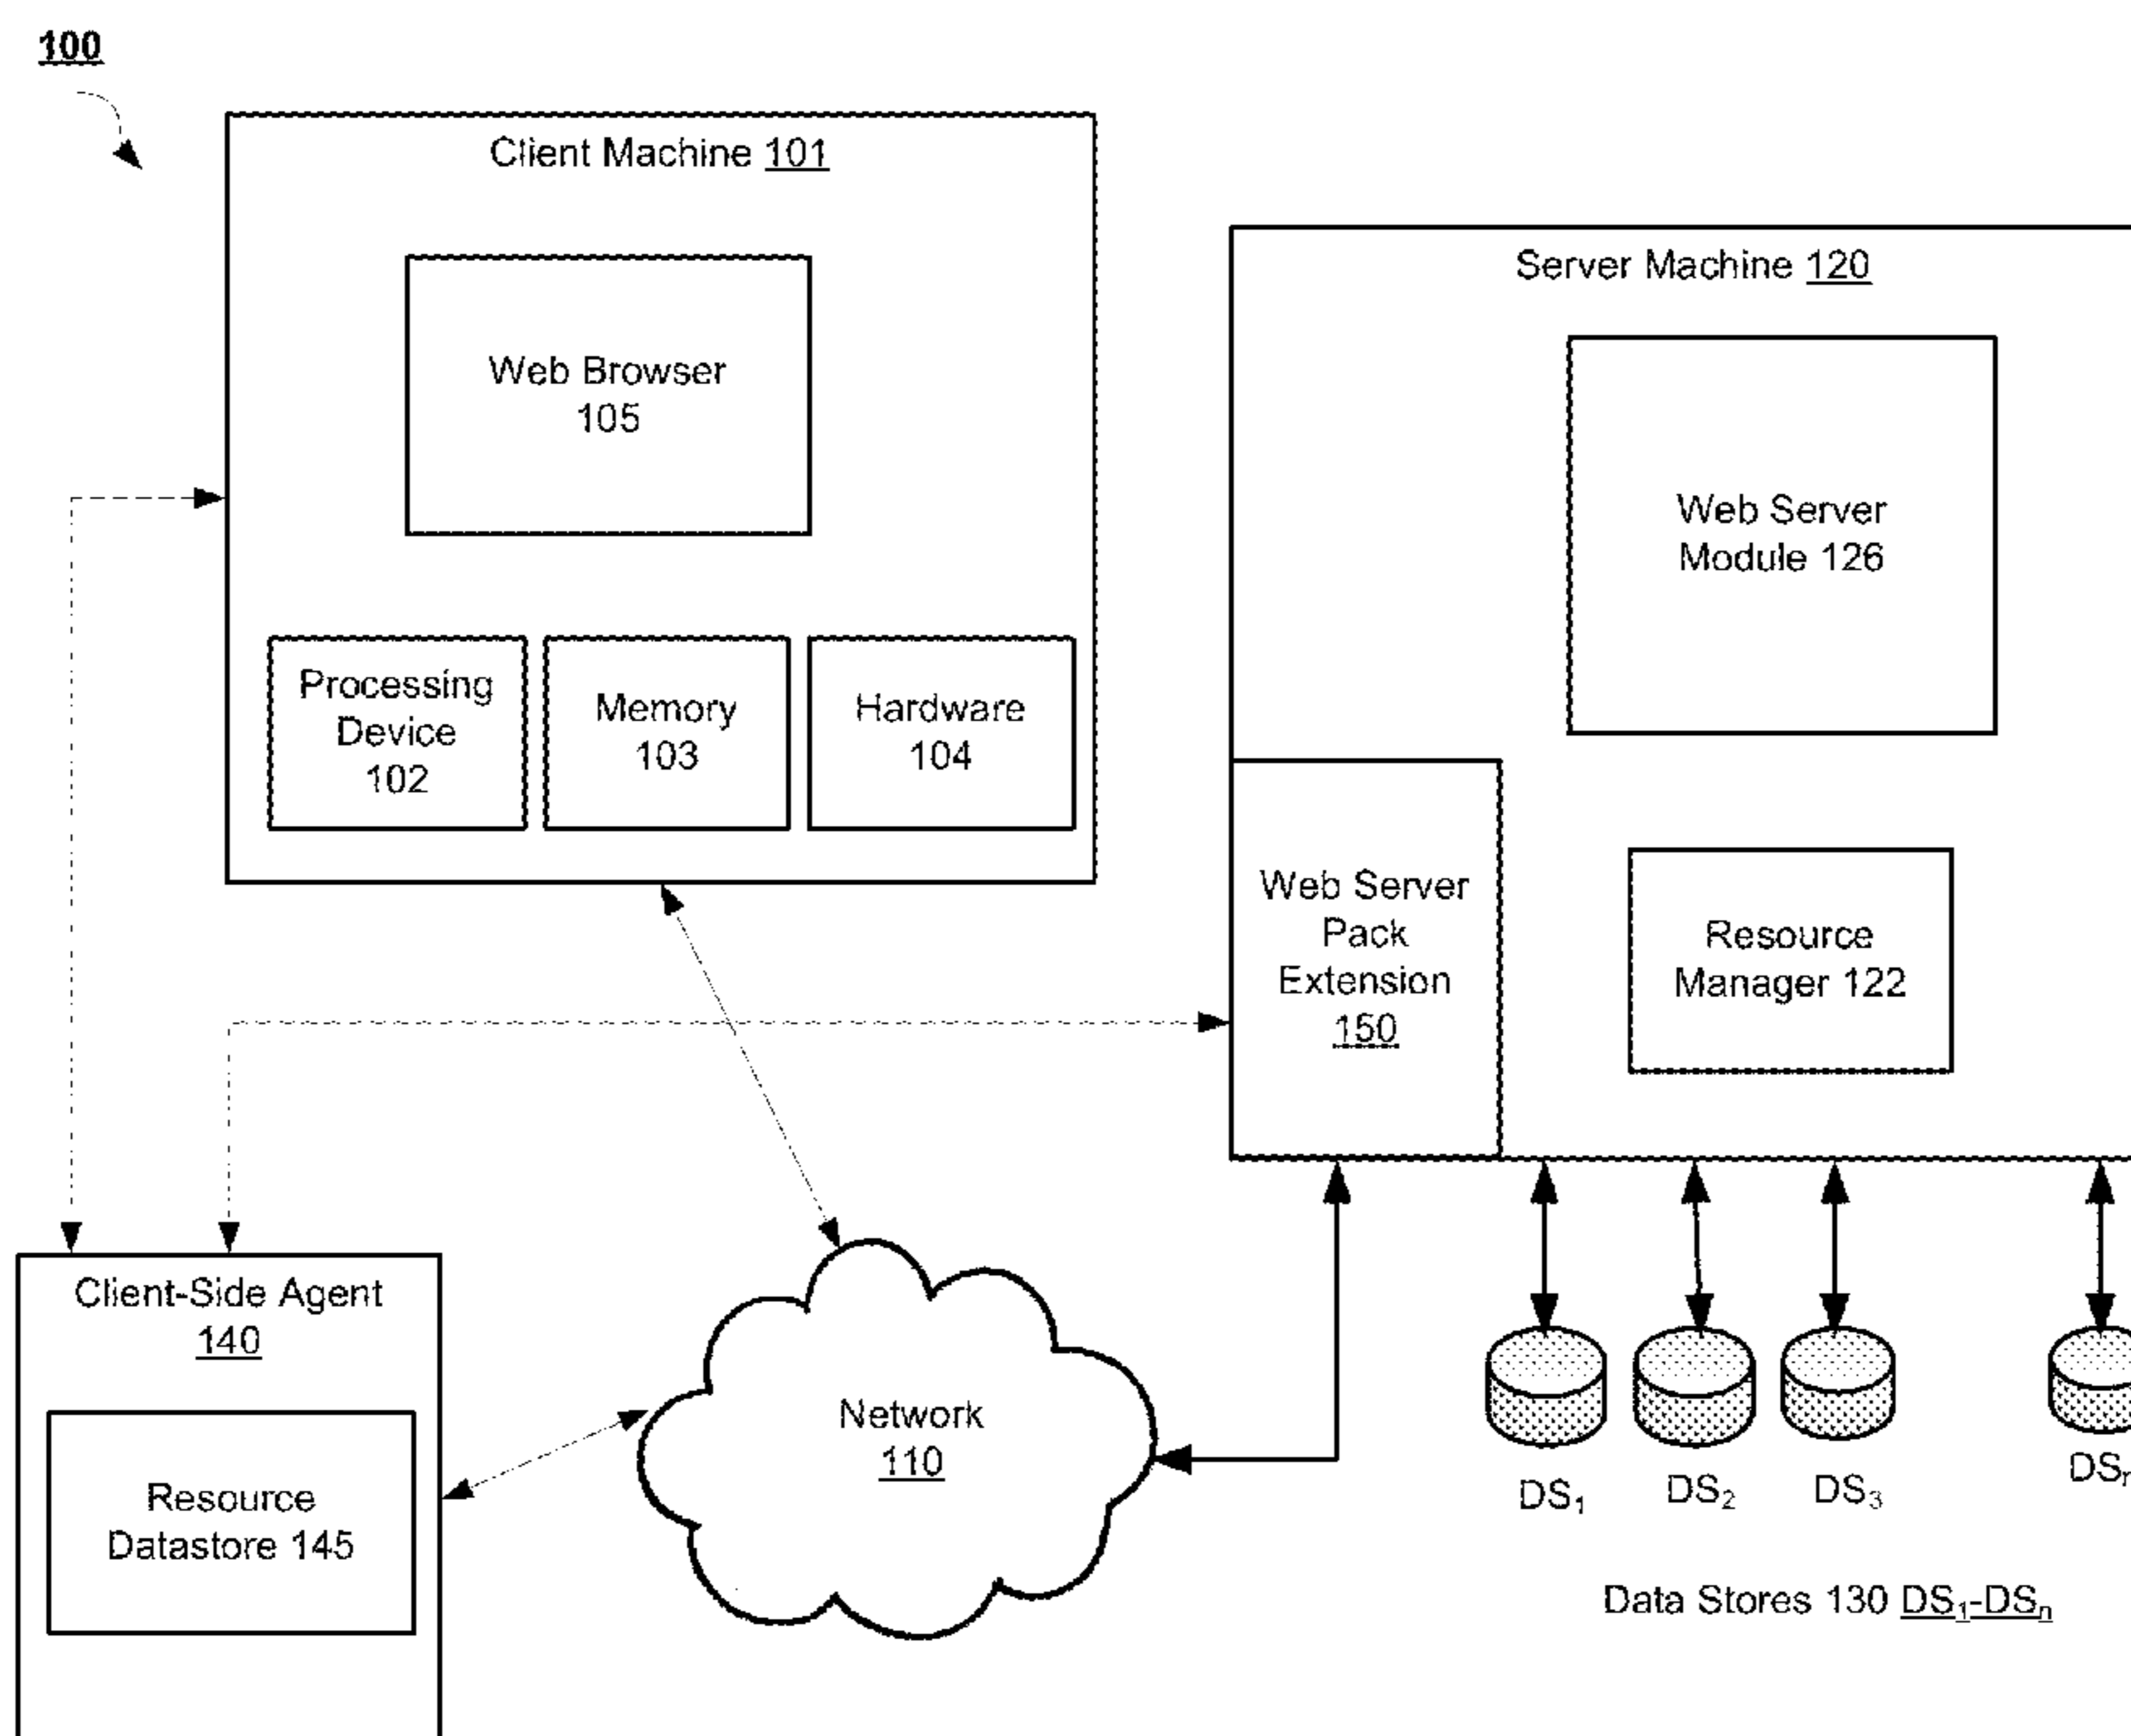 100
Client Machine 101
Web Browser
105
Processing
Device
102
Memory
103
Hardware
104
Server Machine 120
Web Server
Module 126
Web Server
Pack
Extension
150
Resource
Manager 122
Client-Side Agent
140
Resource
Datastore 145
Network
110
DS₁
DS₂
DS₃
DSₙ
Data Stores 130 DS₁-DSₙ